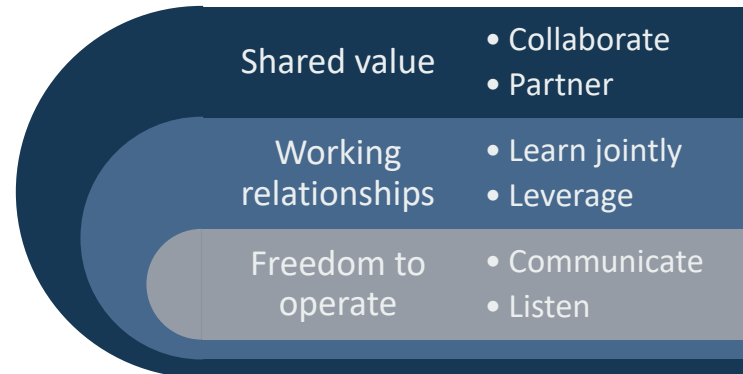 Shared value
• Collaborate
• Partner
Working
relationships
• Learn jointly
• Leverage
Freedom to
operate
• Communicate
• Listen